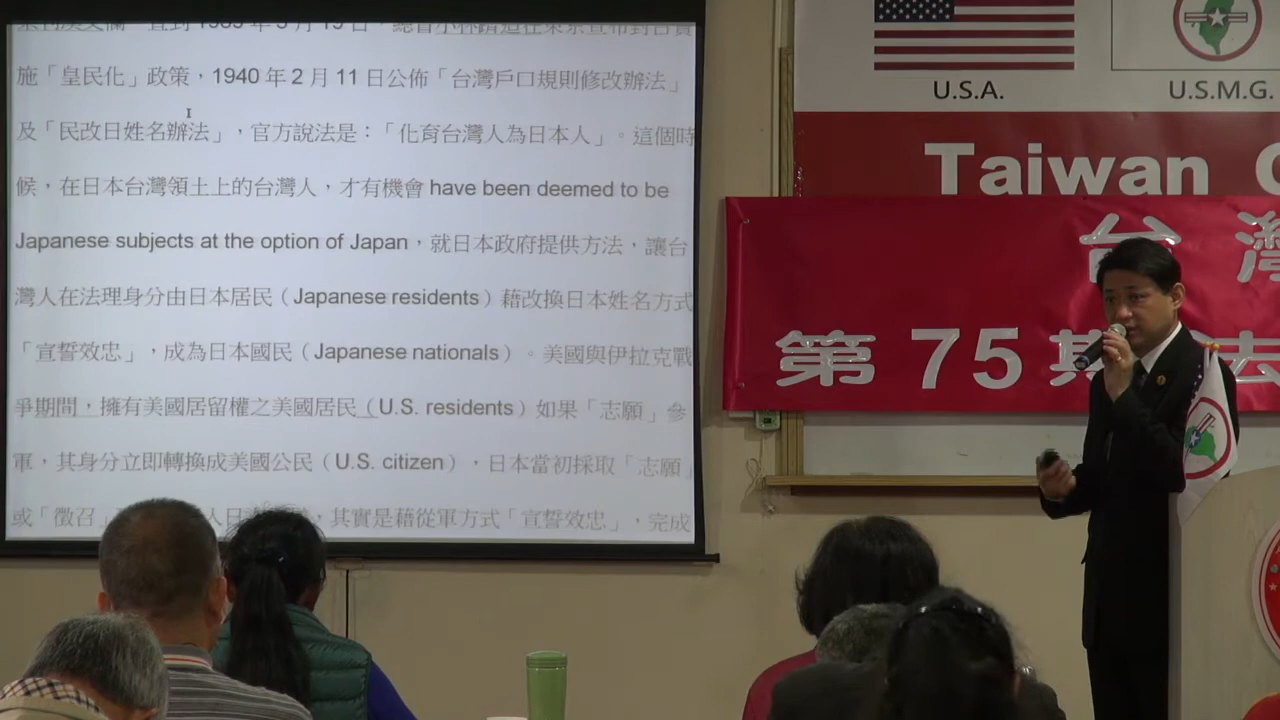 施「皇民化」政策，1940 年 2 月 11 日公佈「台灣戶口規則修改辦法」
及「民改日姓名辦法」，官方說法是：「化育台灣人為日本人」。這個時
候，在日本台灣領土上的台灣人，才有機會 have been deemed to be
Japanese subjects at the option of Japan，就日本政府提供方法，讓台
灣人在法理身分由日本居民（Japanese residents）藉改換日本姓名方式
「宣誓效忠」，成為日本國民（Japanese nationals）。美國與伊拉克戰
爭期間，擁有美國居留權之美國居民（U.S. residents）如果「志願」參
軍，其身分立即轉換成美國公民（U.S. citizen），日本當初採取「志願」
或「徵召」人日，其實是藉從軍方式「宣誓效忠」，完成
U.S.A.
U.S.M.G.
Taiwan
台灣
第 75 期 法